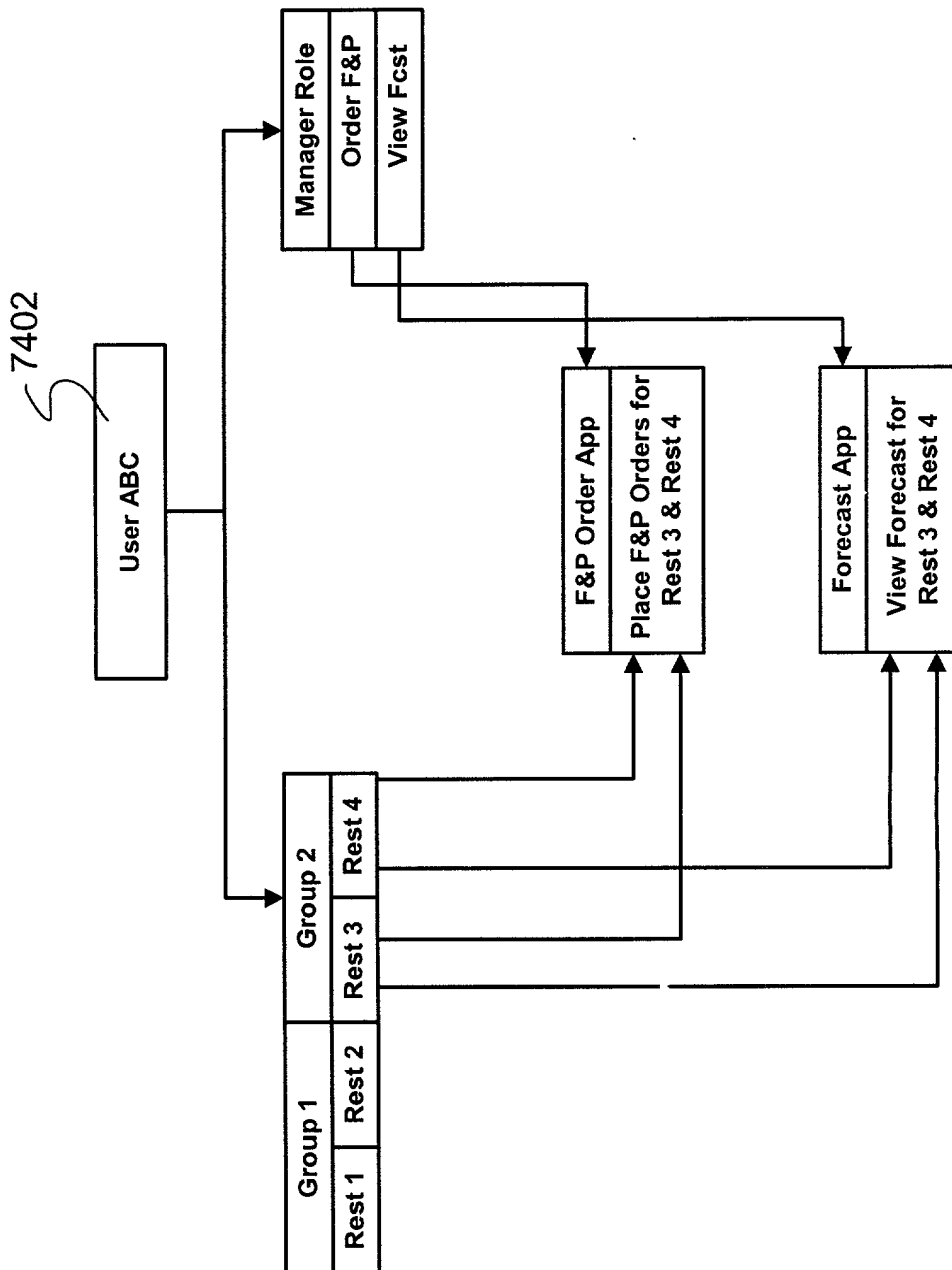 7402
User ABC
Group 1
Group 2
Rest 1
Rest 2
Rest 3
Rest 4
Manager Role
Order F&P
View Fcst
F&P Order App
Place F&P Orders for
Rest 3 & Rest 4
Forecast App
View Forecast for
Rest 3 & Rest 4